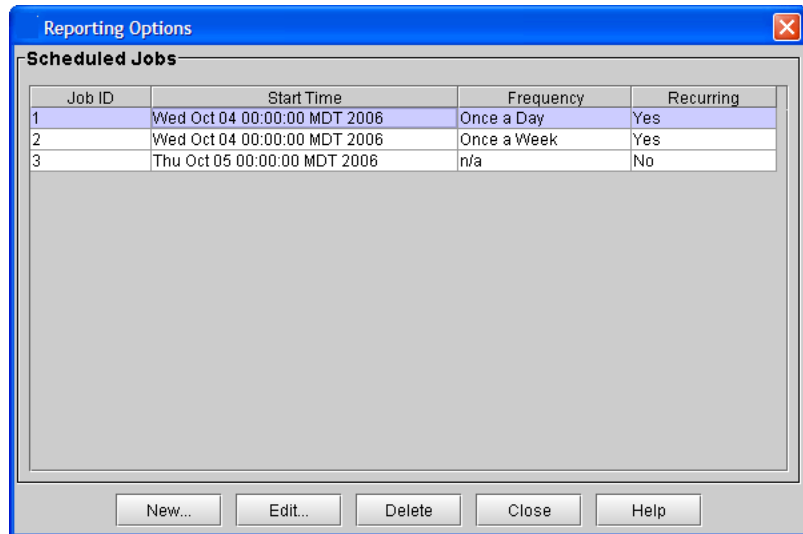 Reporting Options
Scheduled Jobs
Job ID Start Time Frequency Recurring
1 Wed Oct 04 00:00:00 MDT 2006 Once a Day Yes
2 Wed Oct 04 00:00:00 MDT 2006 Once a Week Yes
3 Thu Oct 05 00:00:00 MDT 2006 n/a No
New... Edit... Delete Close Help